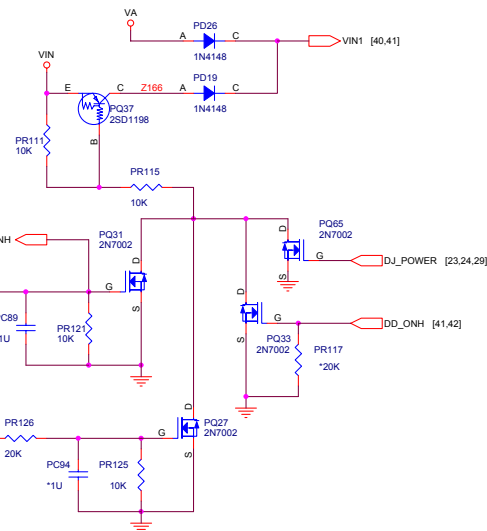 VA
PD26
A
C
VIN1 [40,41]
1N4148
VIN
PD19
E
C
Z166
A
C
PQ37
2SD1198
1N4148
PR111
10K
B
PR115
10K
PQ31
2N7002
PQ65
2N7002
NH
D
D
G
S
G
S
DJ_POWER [23,24,29]
D
G
S
DD_ONH [41,42]
C89
1U
PR121
10K
PQ33
2N7002
PR117
*20K
PR126
20K
D
G
S
PQ27
2N7002
PC94
*1U
PR125
10K